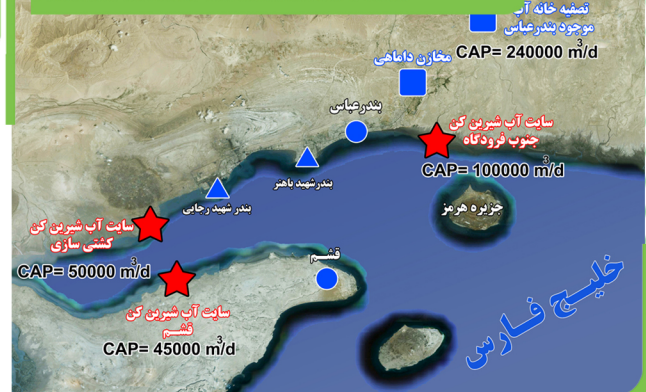 تصفیه خانه آب
موجود بندرعباس
CAP= 240000 m³/d
مخازن داماهی
بندرعباس
سایت آب شیرین کن
جنوب فرودگاه
CAP= 100000 m³/d
بندرشهید باهنر
بندر شهید رجایی
جزیره هرمز
سایت آب شیرین کن
کشتی سازی
CAP= 50000 m³/d
قشم
خلیج فارس
سایت آب شیرین کن
قشم
CAP= 45000 m³/d